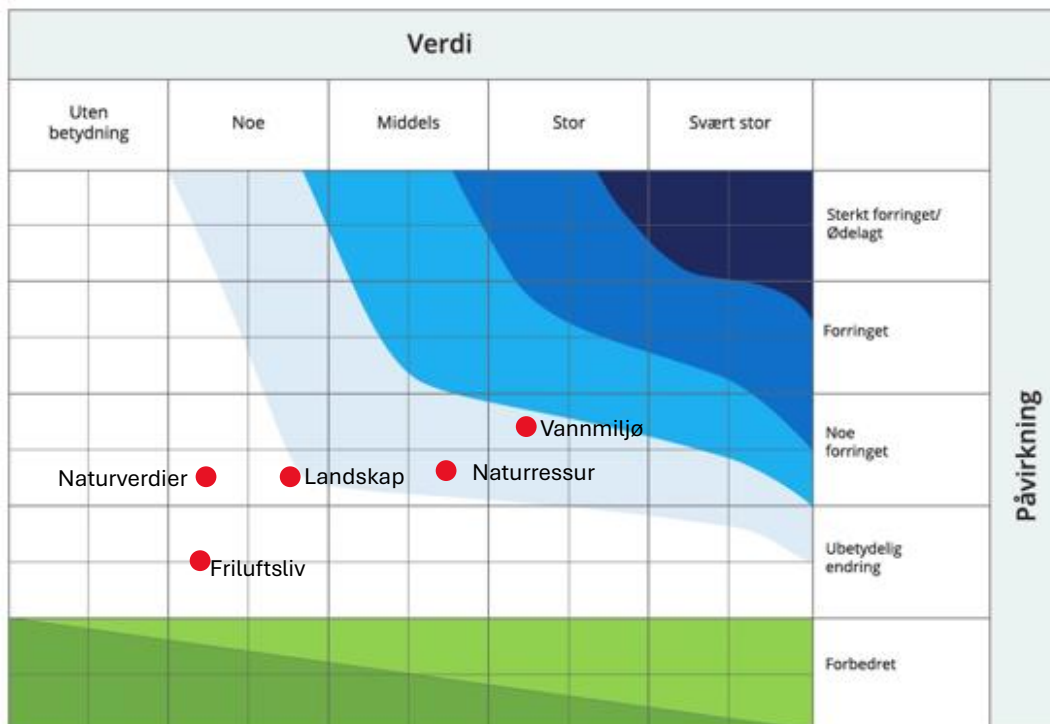 Verdi
Uten
betydning
Noe
Middels
Stor
Svært stor
Sterkt forringet/
Ødelagt
Forringet
Noe
forringet
Ubetydelig
endring
Forbedret
Påvirkning
Vannmiljø
Naturverdier
Landskap
Naturressur
Friluftsliv